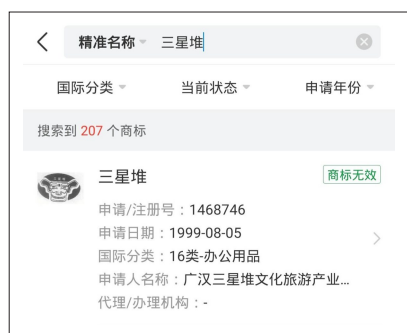 精准名称 三星堆
国际分类 当前状态 申请年份
搜索到 207 个商标
三星堆 商标无效
申请/注册号：1468746
申请日期：1999-08-05
国际分类：16类-办公用品
申请人名称：广汉三星堆文化旅游产业...
代理/办理机构：-